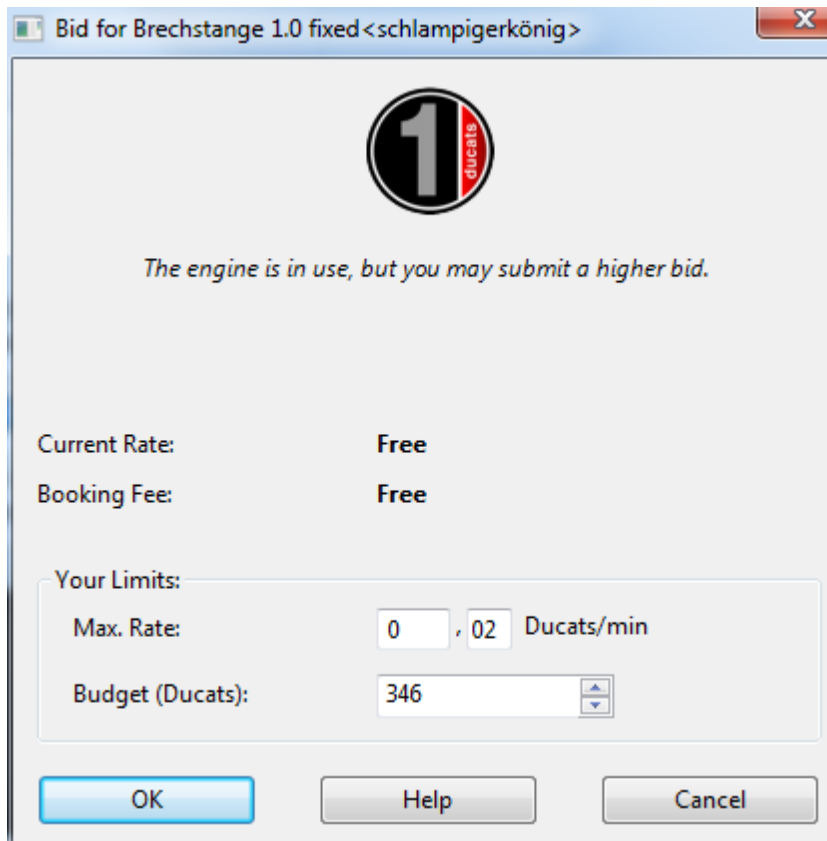 Bid for Brechstange 1.0 fixed<schlampigerkönig>
1 ducats
The engine is in use, but you may submit a higher bid.
Current Rate: Free
Booking Fee: Free
Your Limits:
Max. Rate: 0 , 02 Ducats/min
Budget (Ducats): 346
OK Help Cancel